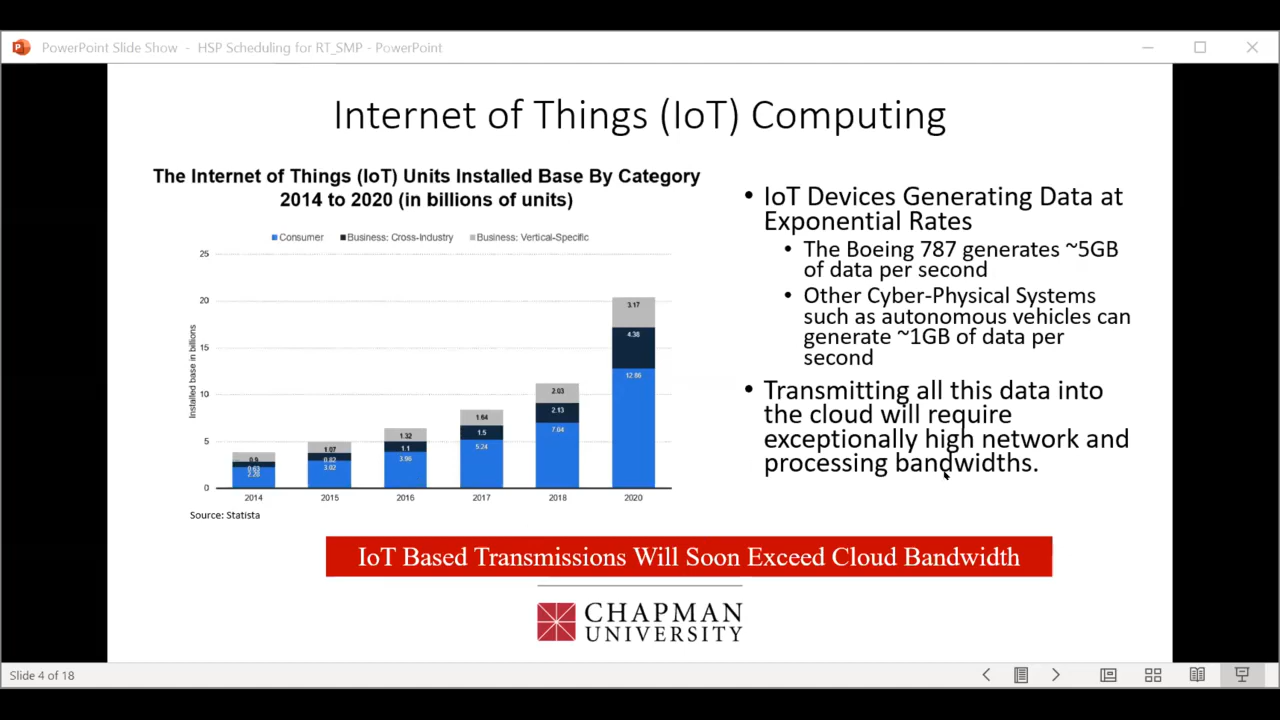 PowerPoint Slide Show - HSP Scheduling for RT_SMP - PowerPoint
Internet of Things (IoT) Computing
The Internet of Things (IoT) Units Installed Base By Category
2014 to 2020 (in billions of units)
Consumer Business: Cross-Industry Business: Vertical-Specific
Installed base in billions
25
20
15
10
5
0
0.9
0.63
2.28
1.07
0.82
3.02
1.32
1.1
3.96
1.64
1.5
5.24
2.03
2.13
7.04
3.17
4.38
12.86
2014 2015 2016 2017 2018 2020
Source: Statista
• IoT Devices Generating Data at
Exponential Rates
• The Boeing 787 generates ~5GB
of data per second
• Other Cyber-Physical Systems
such as autonomous vehicles can
generate ~1GB of data per
second
• Transmitting all this data into
the cloud will require
exceptionally high network and
processing bandwidths.
IoT Based Transmissions Will Soon Exceed Cloud Bandwidth
CHAPMAN
UNIVERSITY
Slide 4 of 18